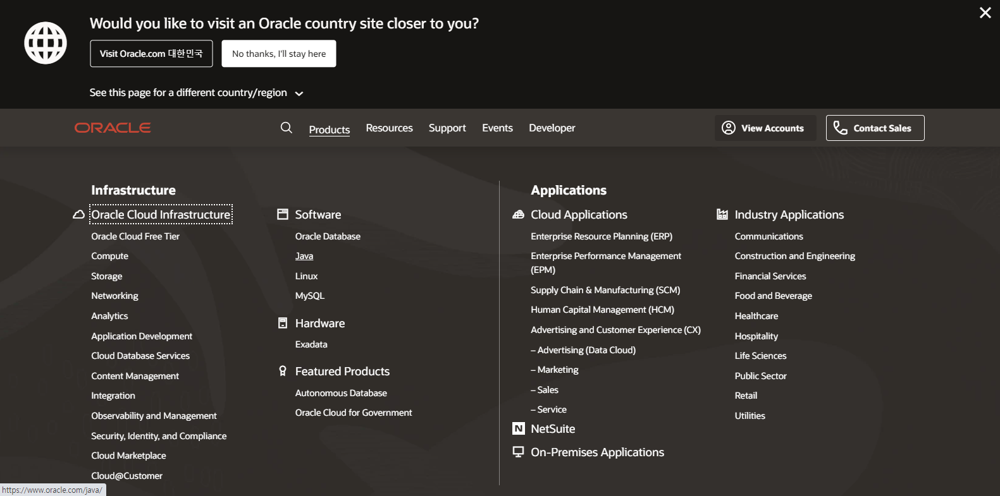 Would you like to visit an Oracle country site closer to you?
Visit Oracle.com 대한민국
No thanks, I'll stay here
See this page for a different country/region
ORACLE
Products
Resources
Support
Events
Developer
View Accounts
Contact Sales
Infrastructure
Oracle Cloud Infrastructure
Oracle Cloud Free Tier
Compute
Storage
Networking
Analytics
Application Development
Cloud Database Services
Content Management
Integration
Observability and Management
Security, Identity, and Compliance
Cloud Marketplace
Cloud@Customer
Software
Oracle Database
Java
Linux
MySQL
Hardware
Exadata
Featured Products
Autonomous Database
Oracle Cloud for Government
Applications
Cloud Applications
Enterprise Resource Planning (ERP)
Enterprise Performance Management
(EPM)
Supply Chain & Manufacturing (SCM)
Human Capital Management (HCM)
Advertising and Customer Experience (CX)
– Advertising (Data Cloud)
– Marketing
– Sales
– Service
N NetSuite
On-Premises Applications
Industry Applications
Communications
Construction and Engineering
Financial Services
Food and Beverage
Healthcare
Hospitality
Life Sciences
Public Sector
Retail
Utilities
https://www.oracle.com/java/